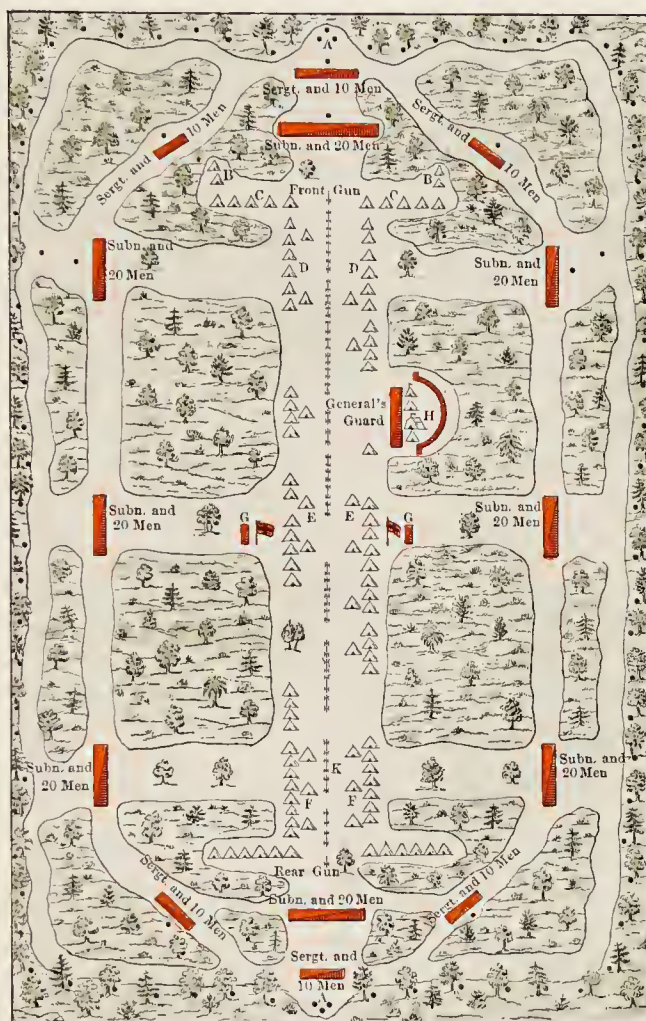 A
Sergt. and 10 Men
Sergt. and 10 Men
Sergt. and 10 Men
Subn. and 20 Men
B
B
C
Front Gun
C
Subn. and
20 Men
D
D
Subn. and
20 Men
General's
Guard
H
Subn. and
20 Men
G
E
E
G
Subn. and
20 Men
Subn. and
20 Men
K
F
F
Subn. and
20 Men
Rear Gun
Sergt. and 10 Men
Subn. and 20 Men
Sergt. and 10 Men
Sergt. and
10 Men
A